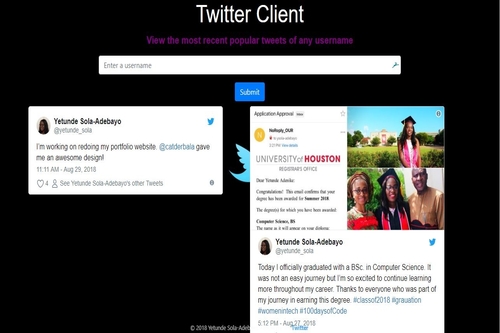 Twitter Client
View the most recent popular tweets of any username
Enter a username
Submit
Yetunde Sola-Adebayo
@yetunde_sola
I'm working on redoing my portfolio website. @catderbala gave
me an awesome design!
11:11 AM - Aug 29, 2018
4 See Yetunde Sola-Adebayo's other Tweets
Application Approval
N
NoReply_OUR
View details
UNIVERSITY of HOUSTON
REGISTRAR'S OFFICE
Dear Yetunde Adenike:
Congratulations! This email confirms that your
degree has been awarded for Summer 2018
The degree(s) for which you have been awarded:
Computer Science, BS
The name as it will appear on your diploma:
Yetunde Sola-Adebayo
@yetunde_sola
Today I officially graduated with a BSc. in Computer Science. It
was not an easy journey but I'm so excited to continue learning
more throughout my career. Thanks to everyone who was part of
my journey in earning this degree. #classof2018 #grauation
#womenintech #100daysofCode
5:12 PM - Aug 27, 2018
© 2018 Yetunde Sola-Adeb
Twitter